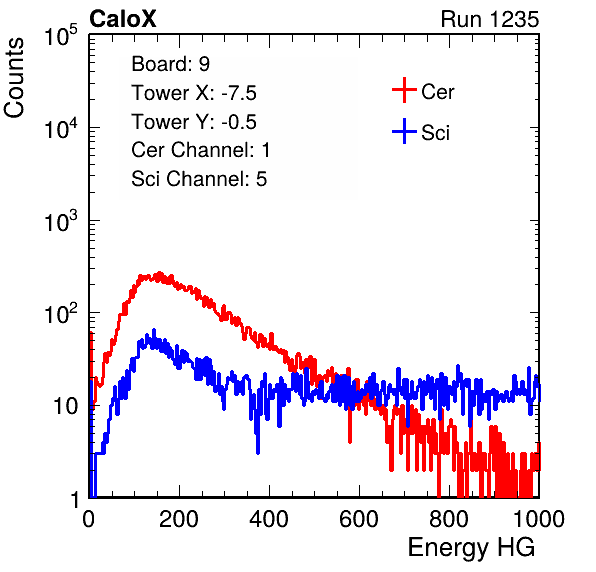 CaloX Run 1235
Counts
Board: 9
Tower X: -7.5
Tower Y: -0.5
Cer Channel: 1
Sci Channel: 5
Cer
Sci
10^5
10^4
10^3
10^2
10
1
0 200 400 600 800 1000
Energy HG